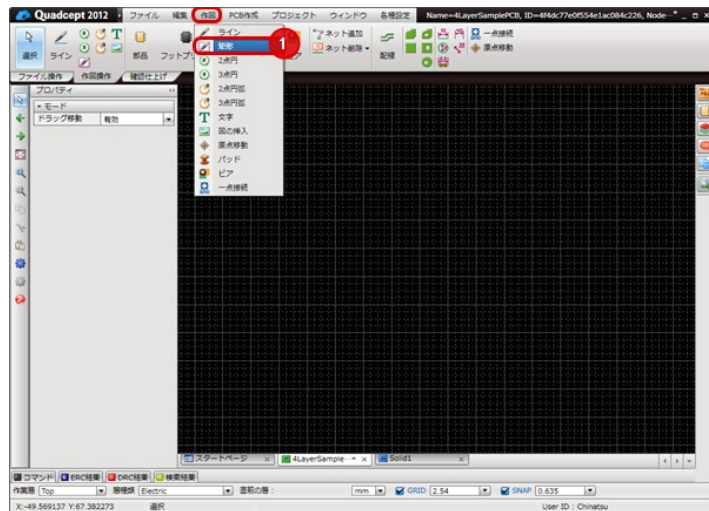 Quadcept 2012 ファイル 編集 作図 PCB作成 プロジェクト ウィンドウ 各種設定 Name=4LayerSamplePCB, ID=4f4dc77e0f554e1ac084c226, Node
選択 ライン T 部品 フットプリ ネット追加 ネット削除 配線 一点接続 原点移動
ファイル操作 作図操作 確認仕上げ
ライン
矩形 1
2点円
3点円
2点円弧
3点円弧
文字
図の挿入
原点移動
パッド
ビア
一点接続
プロパティ
モード
ドラッグ移動 有効
スタートページ x 4LayerSample * x Solid1 x
コマンド ERC結果 DRC結果 検索結果
作業層 Top 層種類 Electric 直前の層 : mm GRID 2.54 SNAP 0.635
X:-49.569137 Y:67.382273 選択 User ID : Chinatsu